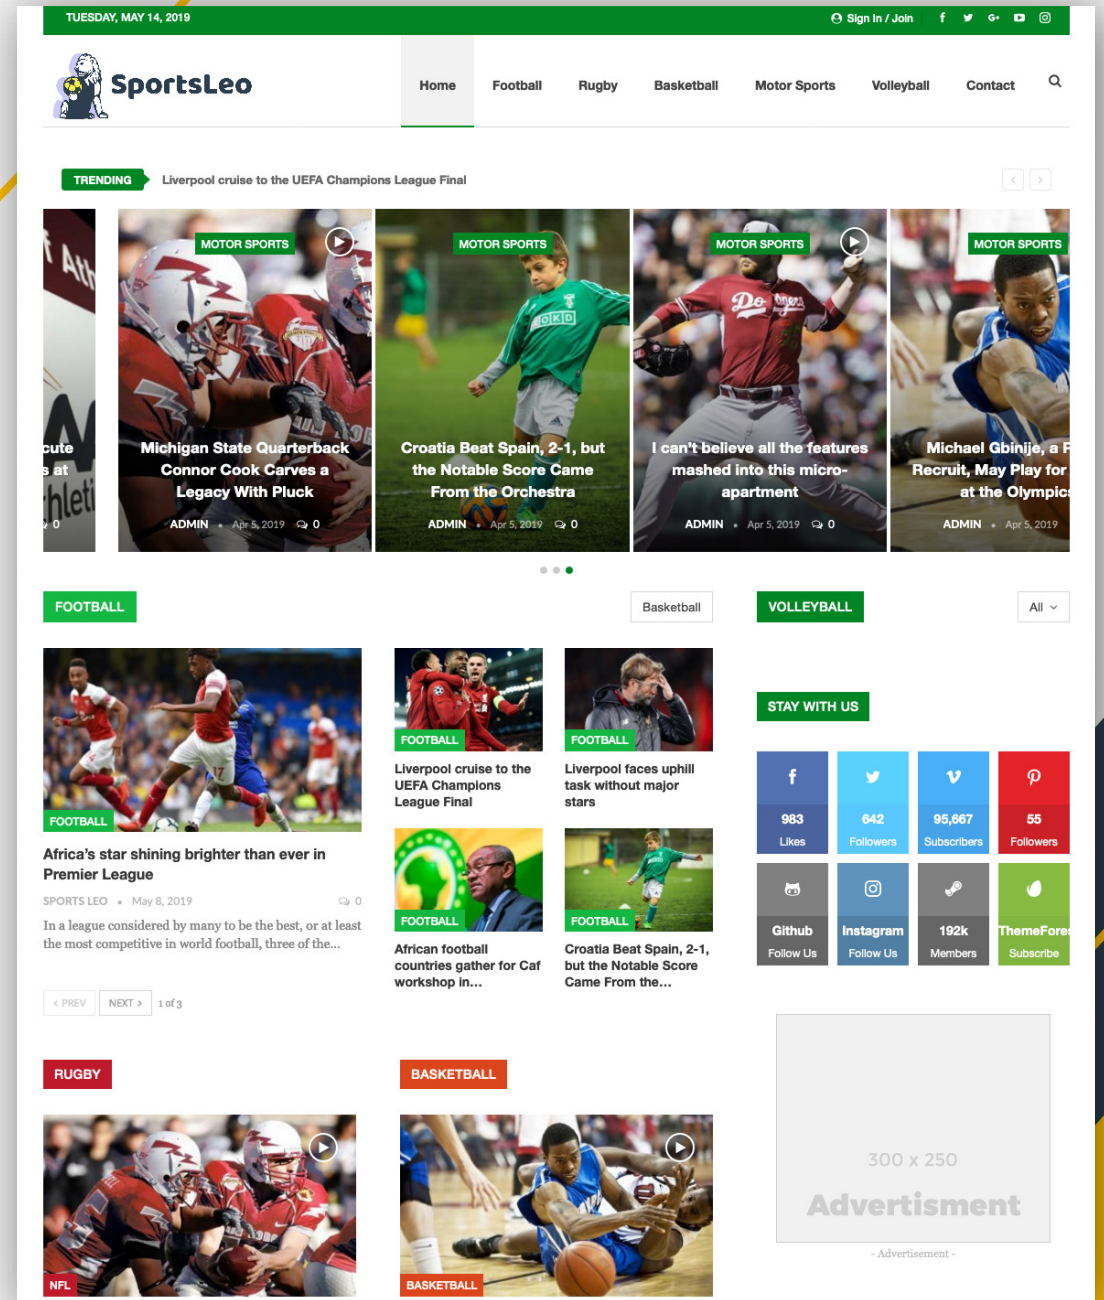 TUESDAY, MAY 14, 2019
Sign In / Join
SportsLeo
Home
Football
Rugby
Basketball
Motor Sports
Volleyball
Contact
TRENDING
Liverpool cruise to the UEFA Champions League Final
cute
s at
0
MOTOR SPORTS
Michigan State Quarterback
Connor Cook Carves a
Legacy With Pluck
ADMIN • Apr 5, 2019 0
MOTOR SPORTS
Croatia Beat Spain, 2-1, but
the Notable Score Came
From the Orchestra
ADMIN • Apr 5, 2019 0
MOTOR SPORTS
I can't believe all the features
mashed into this micro-
apartment
ADMIN • Apr 5, 2019 0
MOTOR SPORTS
Michael Gbinije, a
Recruit, May Play for
at the Olympics
ADMIN • Apr 5, 2019
FOOTBALL
Basketball
FOOTBALL
Africa's star shining brighter than ever in
Premier League
SPORTS LEO • May 8, 2019 0
In a league considered by many to be the best, or at least
the most competitive in world football, three of the...
< PREV
NEXT >
1 of 3
FOOTBALL
Liverpool cruise to the
UEFA Champions
League Final
FOOTBALL
Liverpool faces uphill
task without major
stars
FOOTBALL
African football
countries gather for Caf
workshop in...
FOOTBALL
Croatia Beat Spain, 2-1,
but the Notable Score
Came From the...
VOLLEYBALL
All
STAY WITH US
983
Likes
642
Followers
95,667
Subscribers
55
Followers
Github
Follow Us
Instagram
Follow Us
192k
Members
ThemeFore
Subscribe
300 x 250
Advertisment
- Advertisement -
RUGBY
NFL
BASKETBALL
BASKETBALL